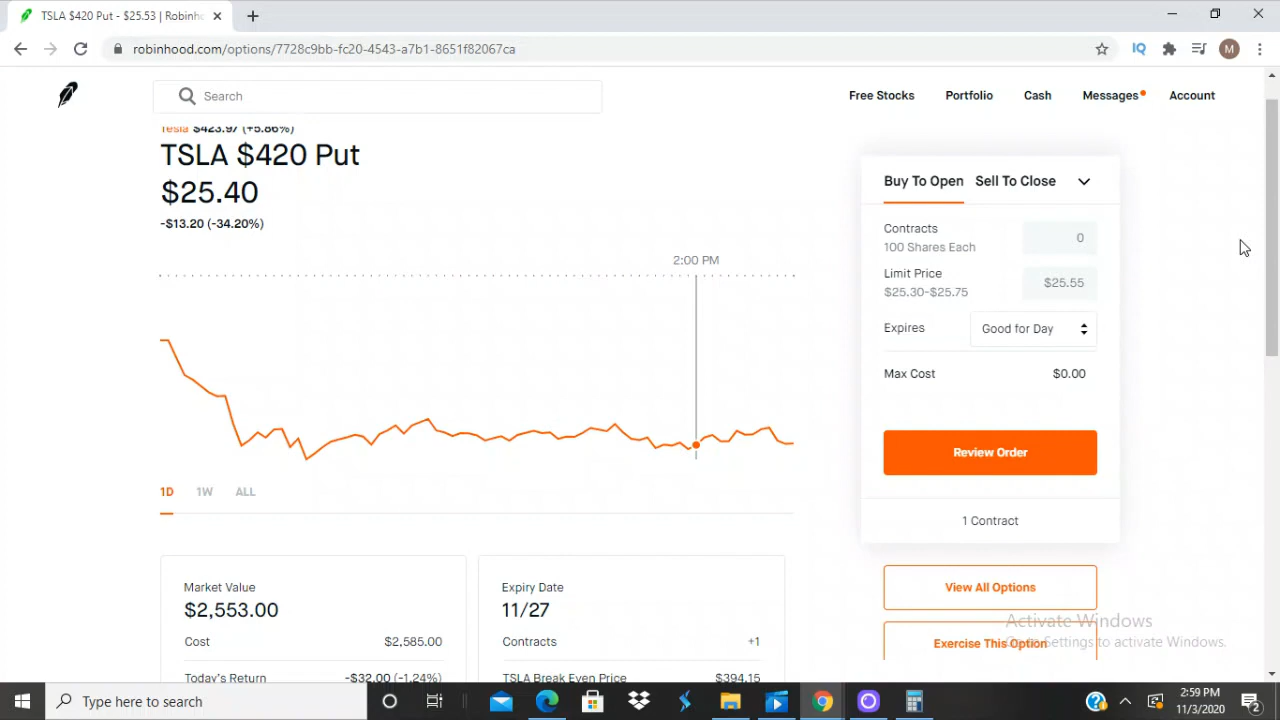 TSLA $420 Put - $25.53 | Robinh
robinhood.com/options/7728c9bb-fc20-4543-a7b1-8651f82067ca
IQ
M
Search
Free Stocks
Portfolio
Cash
Messages
Account
Tesla $423.97 (+5.86%)
TSLA $420 Put
$25.40
-$13.20 (-34.20%)
2:00 PM
1D
1W
ALL
Buy To Open
Sell To Close
Contracts
0
100 Shares Each
Limit Price
$25.55
$25.30-$25.75
Expires
Good for Day
Max Cost
$0.00
Review Order
1 Contract
View All Options
Exercise This Option
Market Value
$2,553.00
Cost
$2,585.00
Today's Return
-$32.00 (-1.24%)
Expiry Date
11/27
Contracts
+1
TSLA Break Even Price
$394.15
Activate Windows
Go to Settings to activate Windows.
Type here to search
2:59 PM
11/3/2020
2